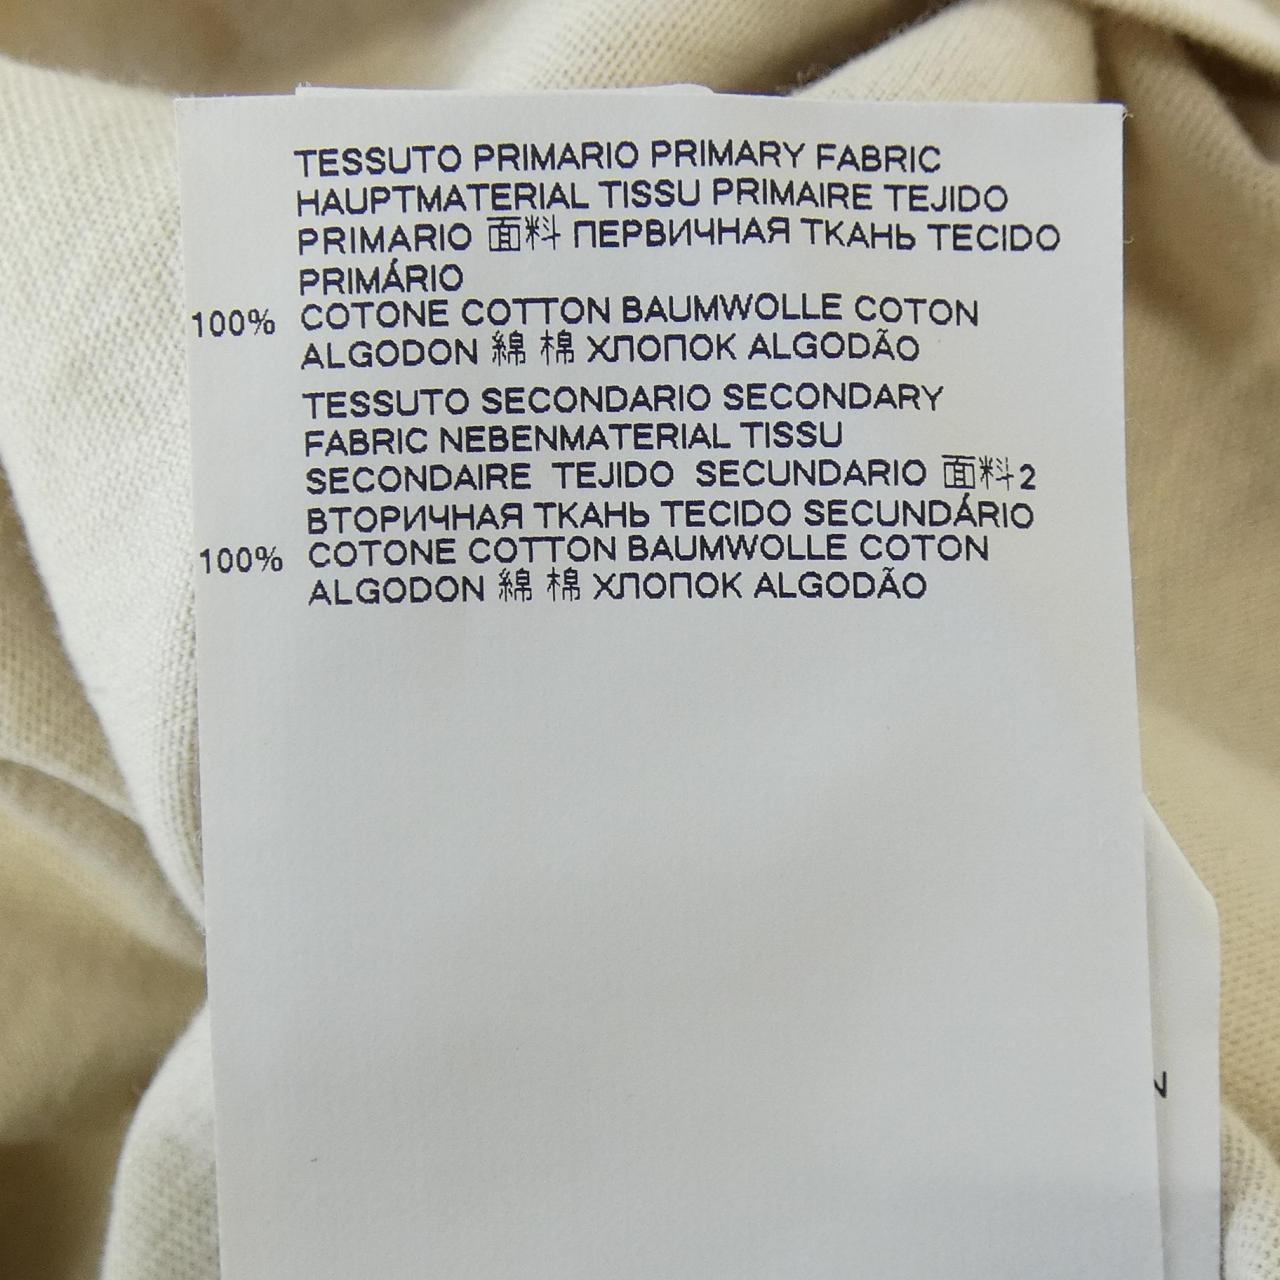 TESSUTO PRIMARIO PRIMARY FABRIC
HAUPTMATERIAL TISSU PRIMAIRE TEJIDO
PRIMARIO 面料 ПЕРВИЧНАЯ ТКАНЬ TECIDO
PRIMÁRIO
100% COTONE COTTON BAUMWOLLE COTON
ALGODON 綿 棉 ХЛОПОК ALGODÃO
TESSUTO SECONDARIO SECONDARY
FABRIC NEBENMATERIAL TISSU
SECONDAIRE TEJIDO SECUNDARIO 面料2
ВТОРИЧНАЯ ТКАНЬ TECIDO SECUNDÁRIO
100% COTONE COTTON BAUMWOLLE COTON
ALGODON 綿 棉 ХЛОПОК ALGODÃO